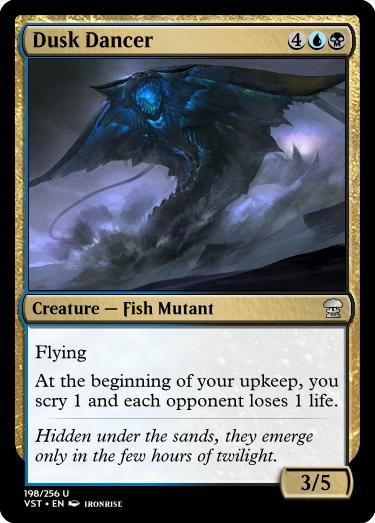 Dusk Dancer 4
Creature — Fish Mutant
Flying
At the beginning of your upkeep, you
scry 1 and each opponent loses 1 life.
Hidden under the sands, they emerge
only in the few hours of twilight.
3/5
198/256 U
VST • EN IRONRISE